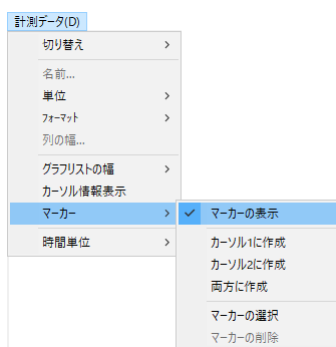 計測データ(D)
切り替え
名前...
単位
フォーマット
列の幅...
グラフリストの幅
カーソル情報表示
マーカー
時間単位
マーカーの表示
カーソル1に作成
カーソル2に作成
両方に作成
マーカーの選択
マーカーの削除